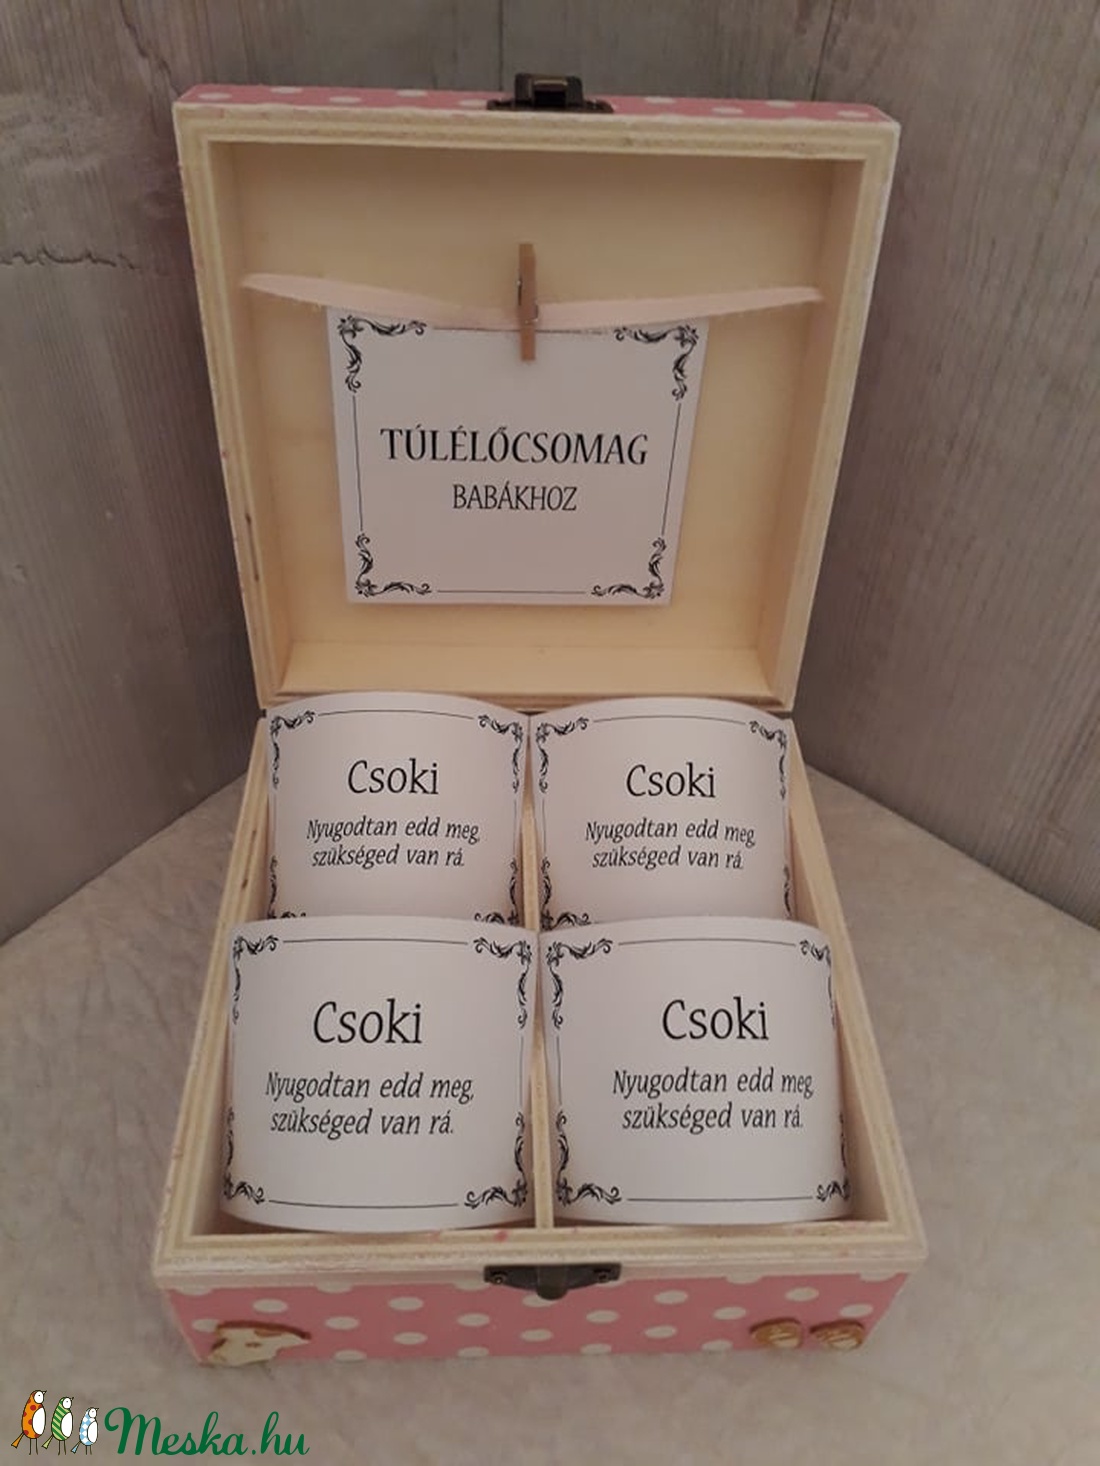 TÚLÉLŐCSOMAG
BABÁKHOZ
Csoki
Nyugodtan edd meg,
szükséged van rá.
Csoki
Nyugodtan edd meg,
szükséged van rá.
Csoki
Nyugodtan edd meg,
szükséged van rá.
Csoki
Nyugodtan edd meg,
szükséged van rá.
Meska.hu